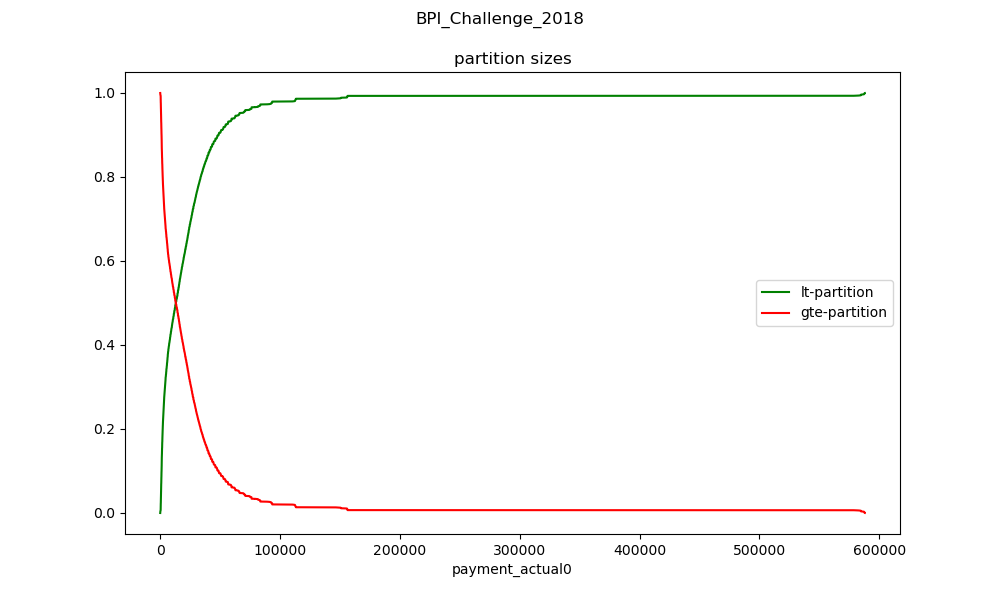 BPI_Challenge_2018
partition sizes
1.0
0.8
0.6
0.4
0.2
0.0
lt-partition
gte-partition
0 100000 200000 300000 400000 500000 600000
payment_actual0